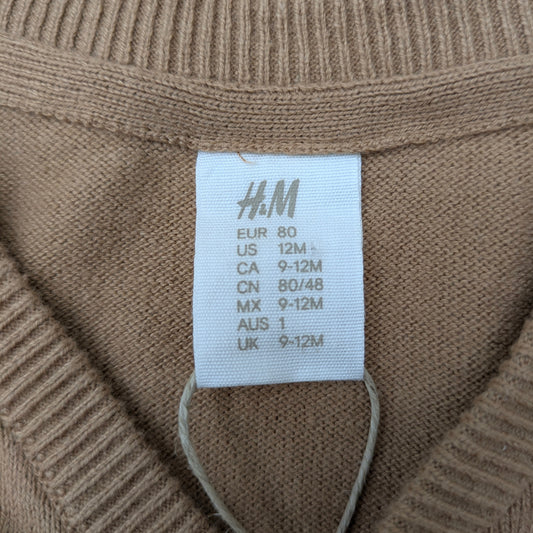 H&M
EUR 80
US 12M
CA 9-12M
CN 80/48
MX 9-12M
AUS 1
UK 9-12M